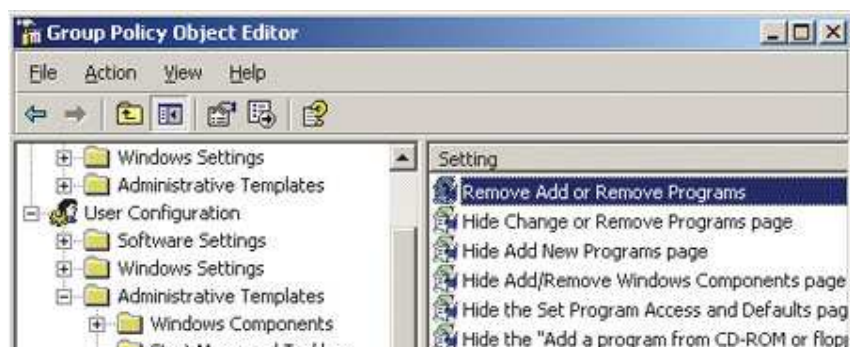 Group Policy Object Editor
File Action View Help
Windows Settings
Administrative Templates
User Configuration
Software Settings
Windows Settings
Administrative Templates
Windows Components
Setting
Remove Add or Remove Programs
Hide Change or Remove Programs page
Hide Add New Programs page
Hide Add/Remove Windows Components page
Hide the Set Program Access and Defaults pag
Hide the "Add a program from CD-ROM or flopp